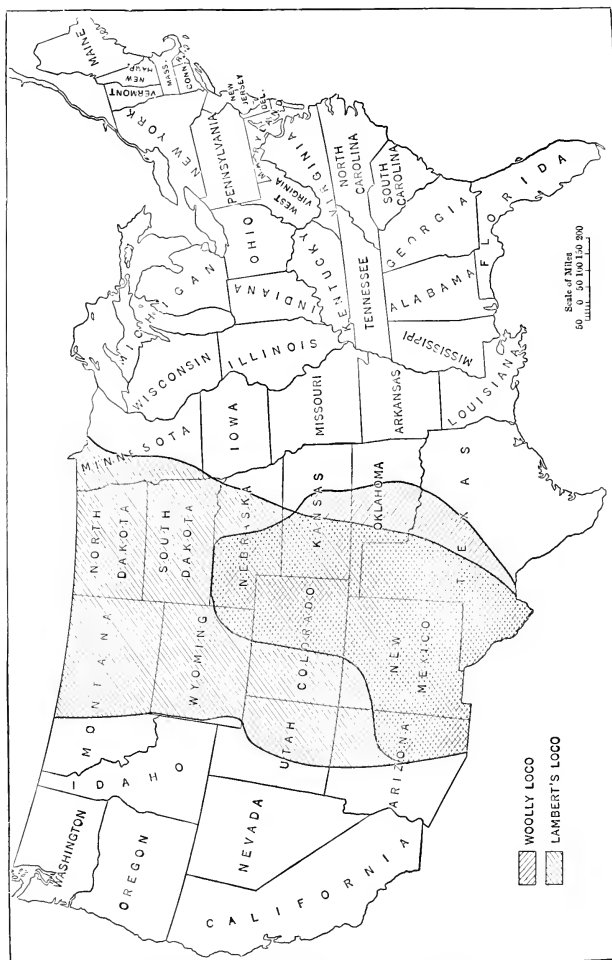 WASHINGTON
OREGON
CALIFORNIA
NEVADA
IDAHO
MONTANA
WYOMING
UTAH
COLORADO
ARIZONA
NEW
MEXICO
NORTH
DAKOTA
SOUTH
DAKOTA
NEBRASKA
KANSAS
OKLAHOMA
TEXAS
MINNESOTA
IOWA
MISSOURI
ARKANSAS
LOUISIANA
WISCONSIN
ILLINOIS
MICHIGAN
INDIANA
OHIO
KENTUCKY
TENNESSEE
MISSISSIPPI
ALABAMA
GEORGIA
FLORIDA
SOUTH
CAROLINA
NORTH
CAROLINA
VIRGINIA
WEST
VIRGINIA
PENNSYLVANIA
NEW YORK
NEW
JERSEY
DEL.
CONN.
MASS.
VERMONT
NEW
HAMP.
MAINE
WOOLLY LOCO
LAMBERT'S LOCO
Scale of Miles
50 0 50 100 150 200